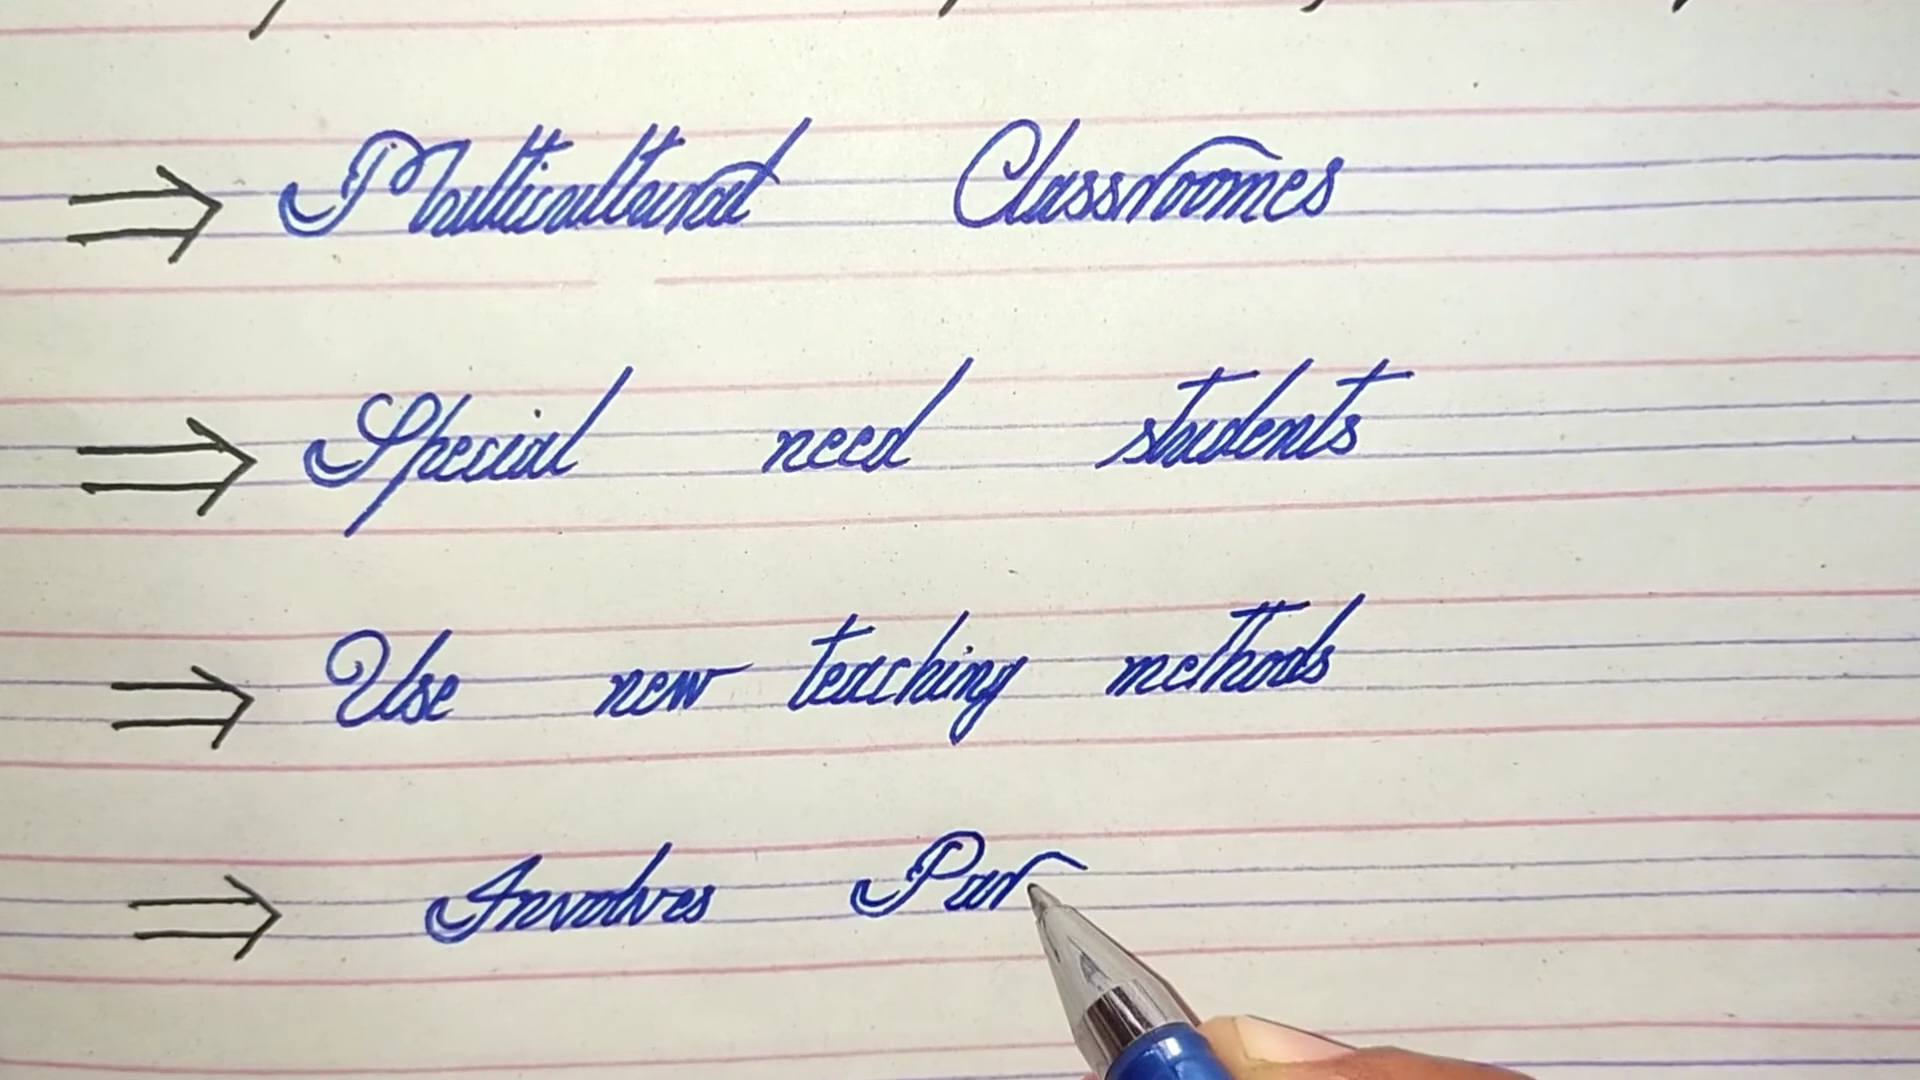 ⇒ Multicultural Classroomes
⇒ Special need students
⇒ Use new teaching methods
⇒ Involves Par